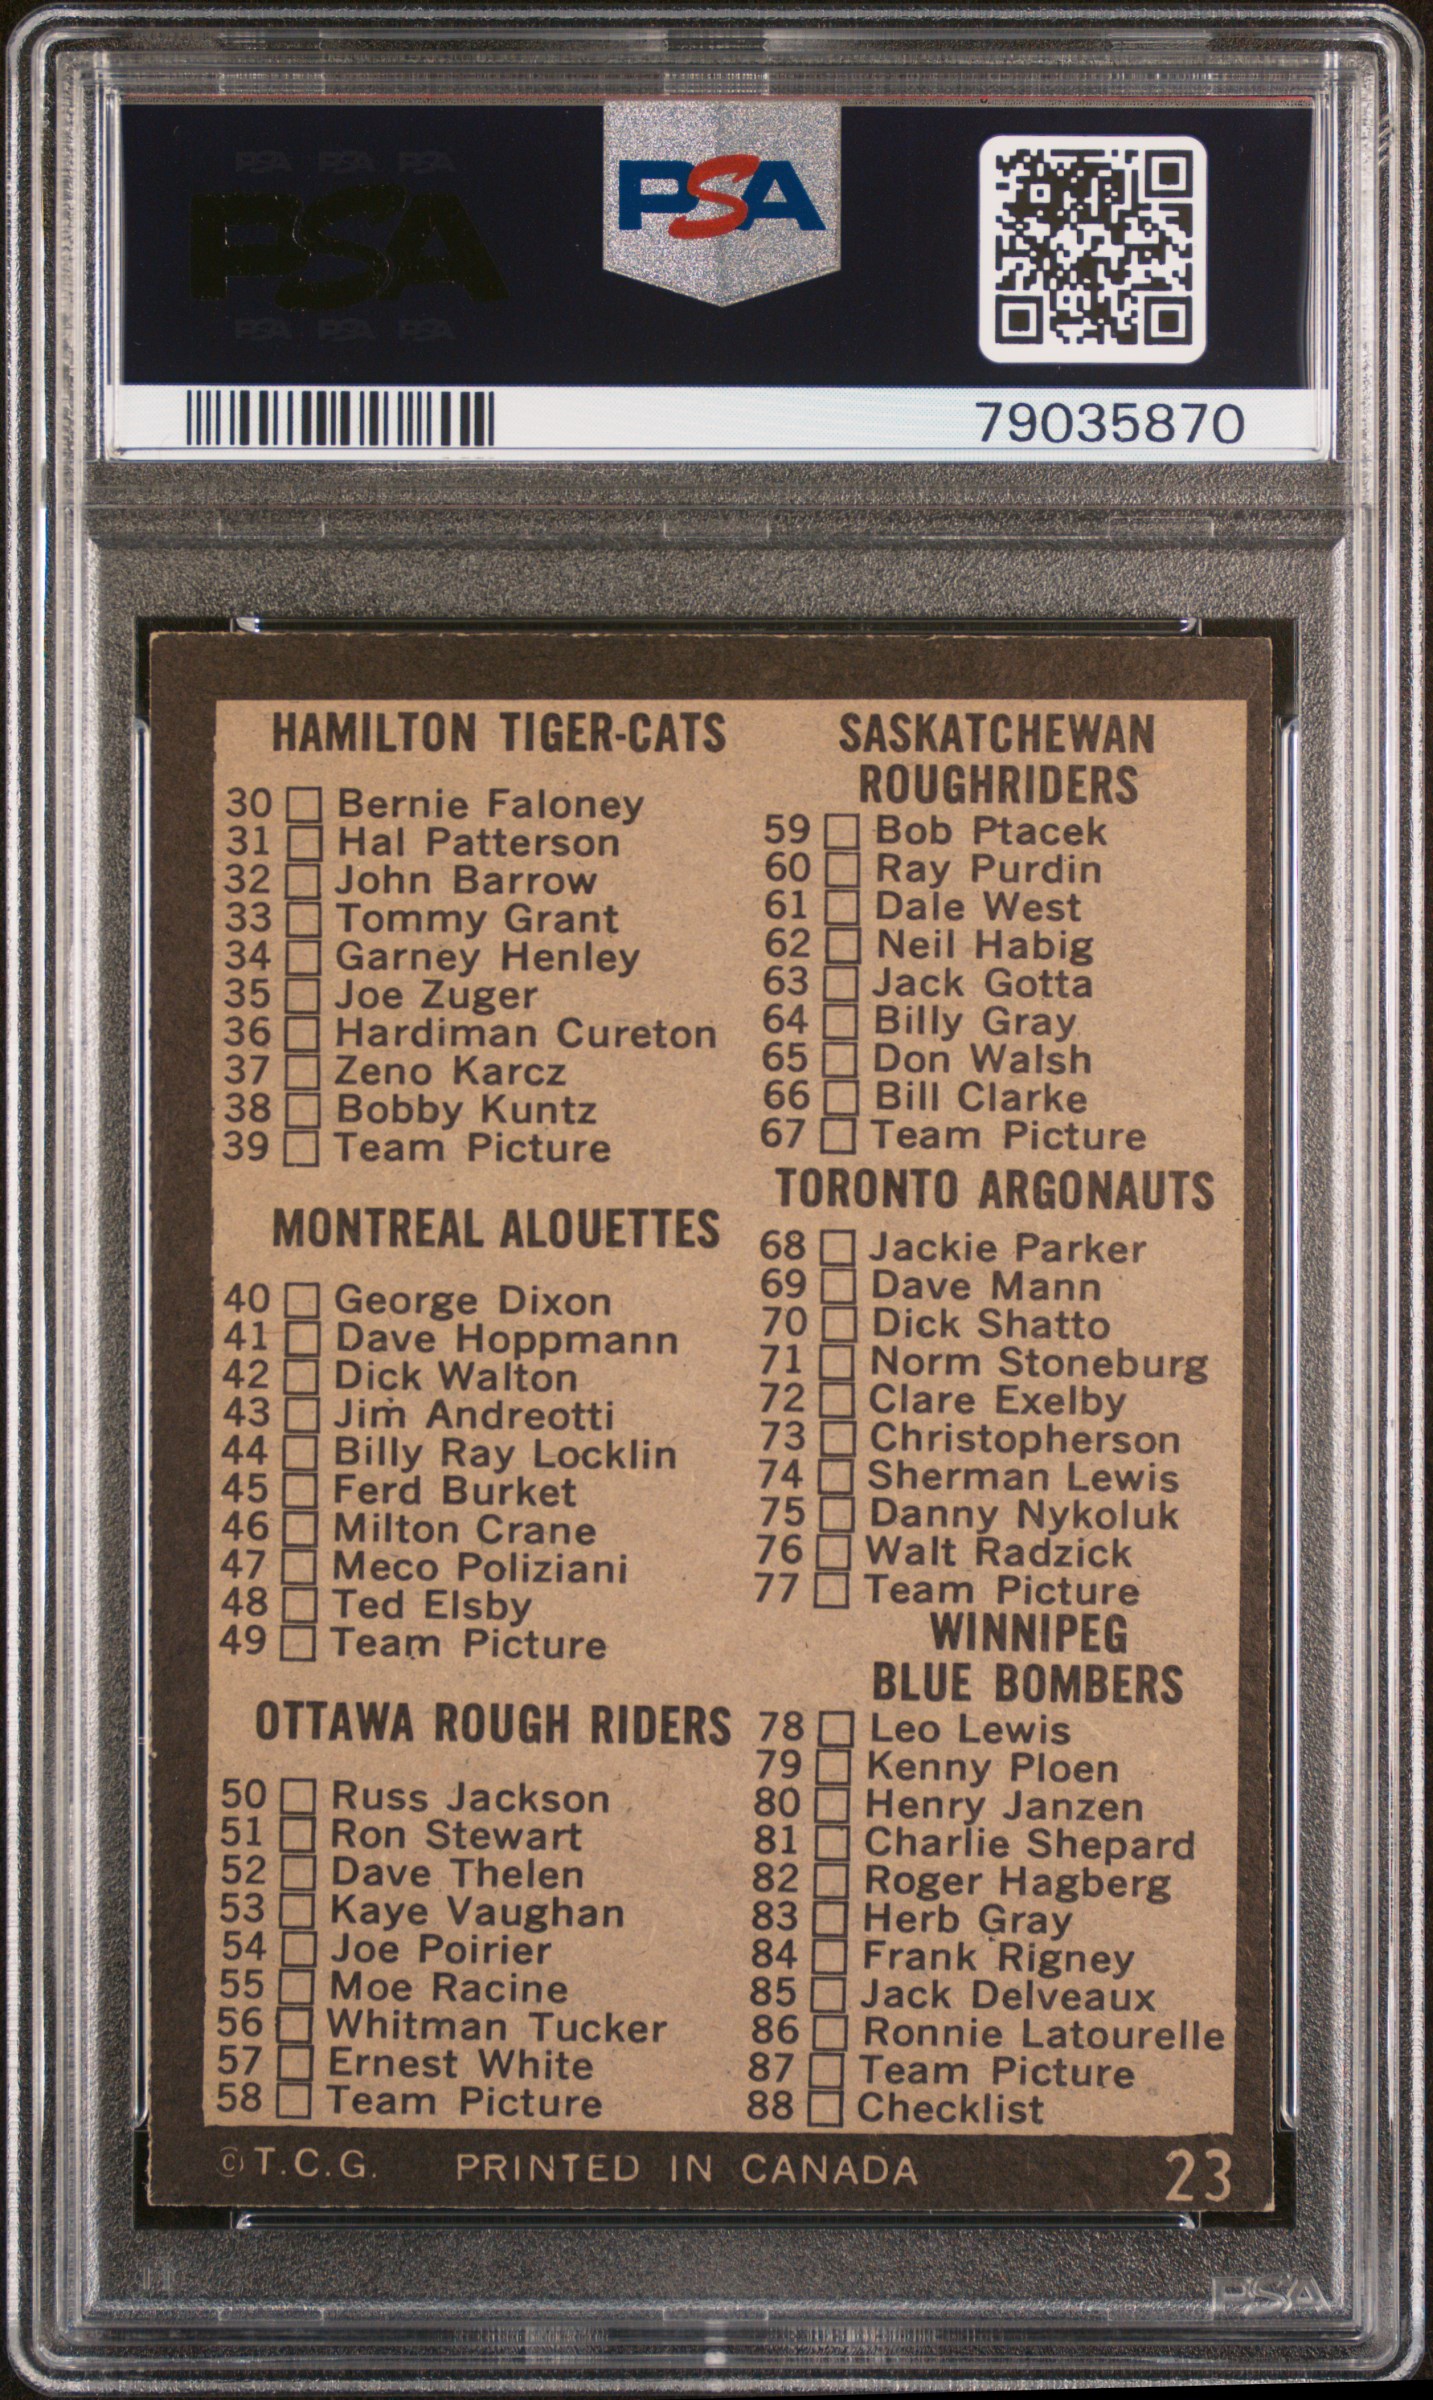 PSA PSA PSA
PSA
PSA PSA PSA
PSA
79035870
HAMILTON TIGER-CATS
30 Bernie Faloney
31 Hal Patterson
32 John Barrow
33 Tommy Grant
34 Garney Henley
35 Joe Zuger
36 Hardiman Cureton
37 Zeno Karcz
38 Bobby Kuntz
39 Team Picture
MONTREAL ALOUETTES
40 George Dixon
41 Dave Hoppmann
42 Dick Walton
43 Jim Andreotti
44 Billy Ray Locklin
45 Ferd Burket
46 Milton Crane
47 Meco Poliziani
48 Ted Elsby
49 Team Picture
OTTAWA ROUGH RIDERS
50 Russ Jackson
51 Ron Stewart
52 Dave Thelen
53 Kaye Vaughan
54 Joe Poirier
55 Moe Racine
56 Whitman Tucker
57 Ernest White
58 Team Picture
SASKATCHEWAN
ROUGHRIDERS
59 Bob Ptacek
60 Ray Purdin
61 Dale West
62 Neil Habig
63 Jack Gotta
64 Billy Gray
65 Don Walsh
66 Bill Clarke
67 Team Picture
TORONTO ARGONAUTS
68 Jackie Parker
69 Dave Mann
70 Dick Shatto
71 Norm Stoneburg
72 Clare Exelby
73 Christopherson
74 Sherman Lewis
75 Danny Nykoluk
76 Walt Radzick
77 Team Picture
WINNIPEG
BLUE BOMBERS
78 Leo Lewis
79 Kenny Ploen
80 Henry Janzen
81 Charlie Shepard
82 Roger Hagberg
83 Herb Gray
84 Frank Rigney
85 Jack Delveaux
86 Ronnie Latourelle
87 Team Picture
88 Checklist
© T.C.G. PRINTED IN CANADA 23
PSA